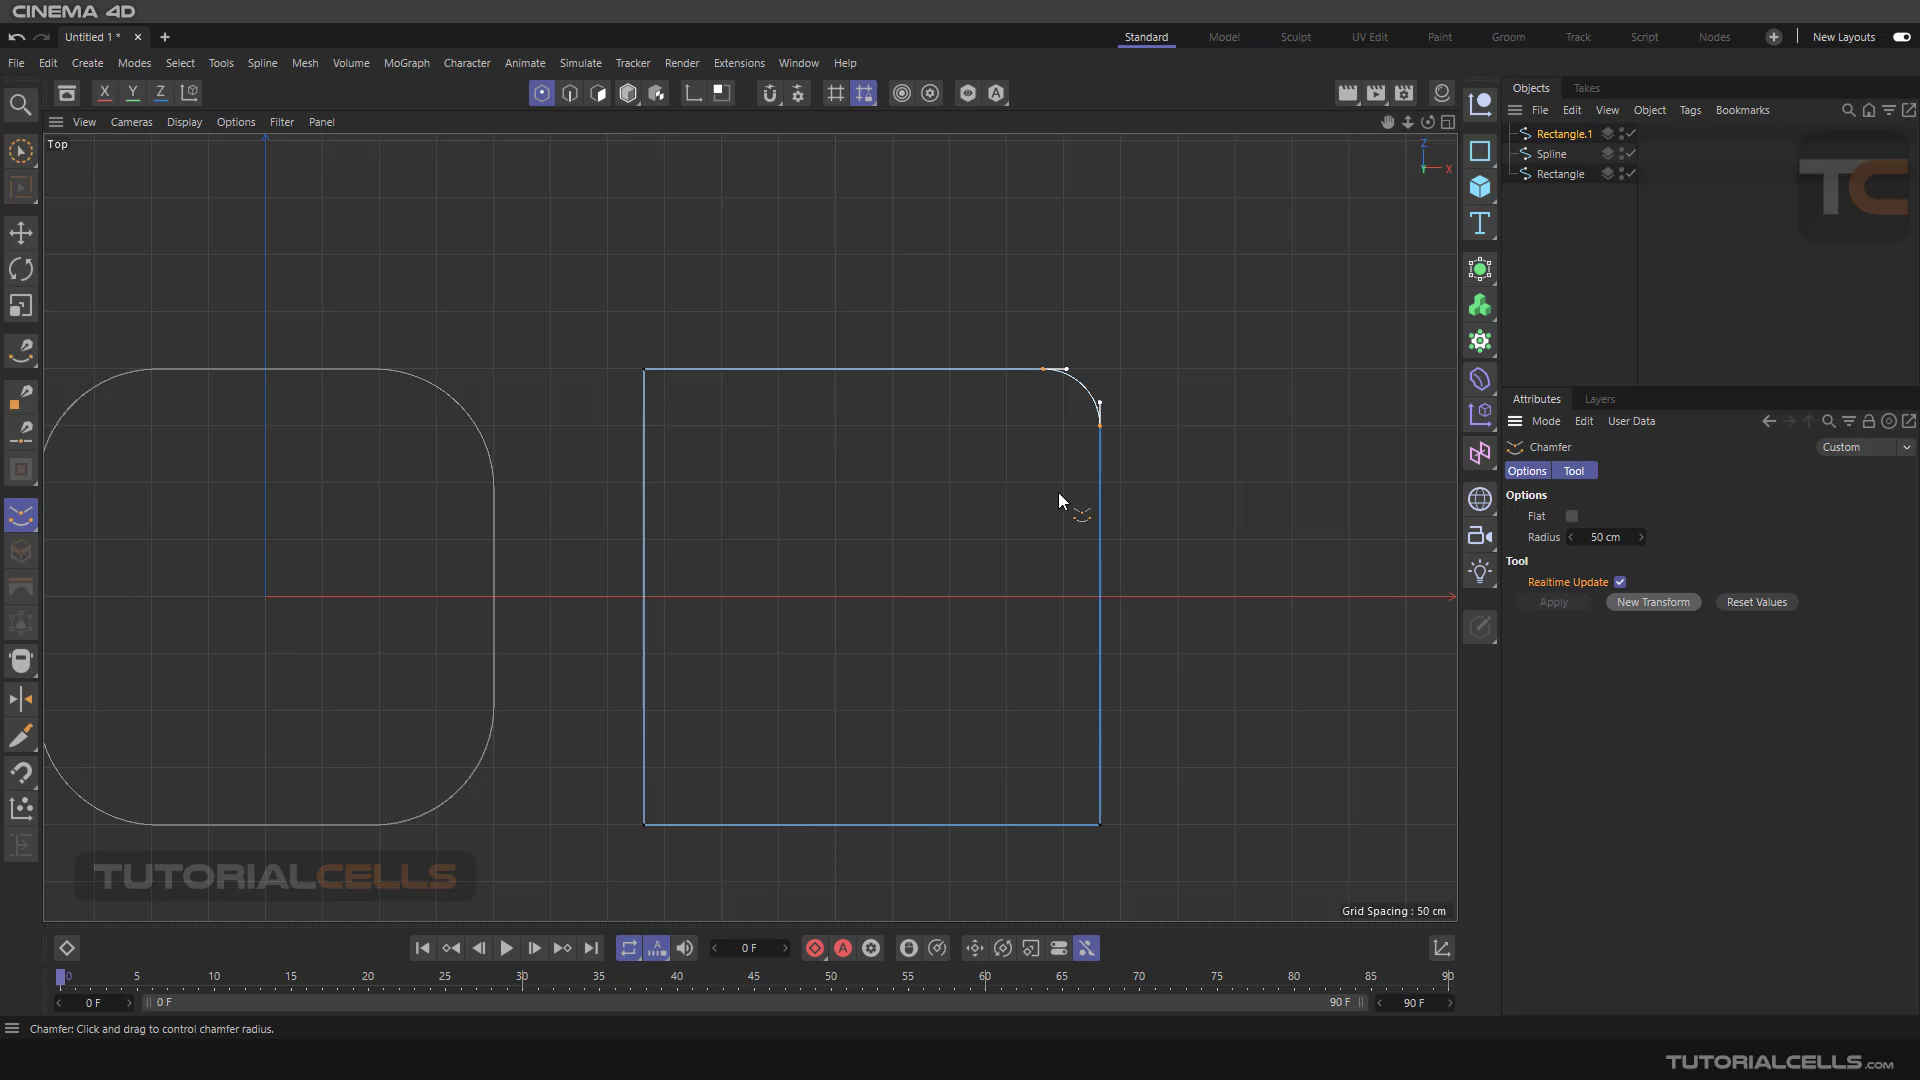 CINEMA 4D
Untitled 1 *
Standard Model Sculpt UV Edit Paint Groom Track Script Nodes New Layouts
File Edit Create Modes Select Tools Spline Mesh Volume MoGraph Character Animate Simulate Tracker Render Extensions Window Help
X Y Z
View Cameras Display Options Filter Panel
Top
Z
Y X
Objects Takes
File Edit View Object Tags Bookmarks
Rectangle.1
Spline
Rectangle
TC
Attributes Layers
Mode Edit User Data
Chamfer Custom
Options Tool
Options
Flat
Radius 50 cm
Tool
Realtime Update
Apply New Transform Reset Values
TUTORIALCELLS
Grid Spacing : 50 cm
0 F
0 5 10 15 20 25 30 35 40 45 50 55 60 65 70 75 80 85 90
0 F 0 F 90 F 90 F
Chamfer: Click and drag to control chamfer radius.
TUTORIALCELLS.COM